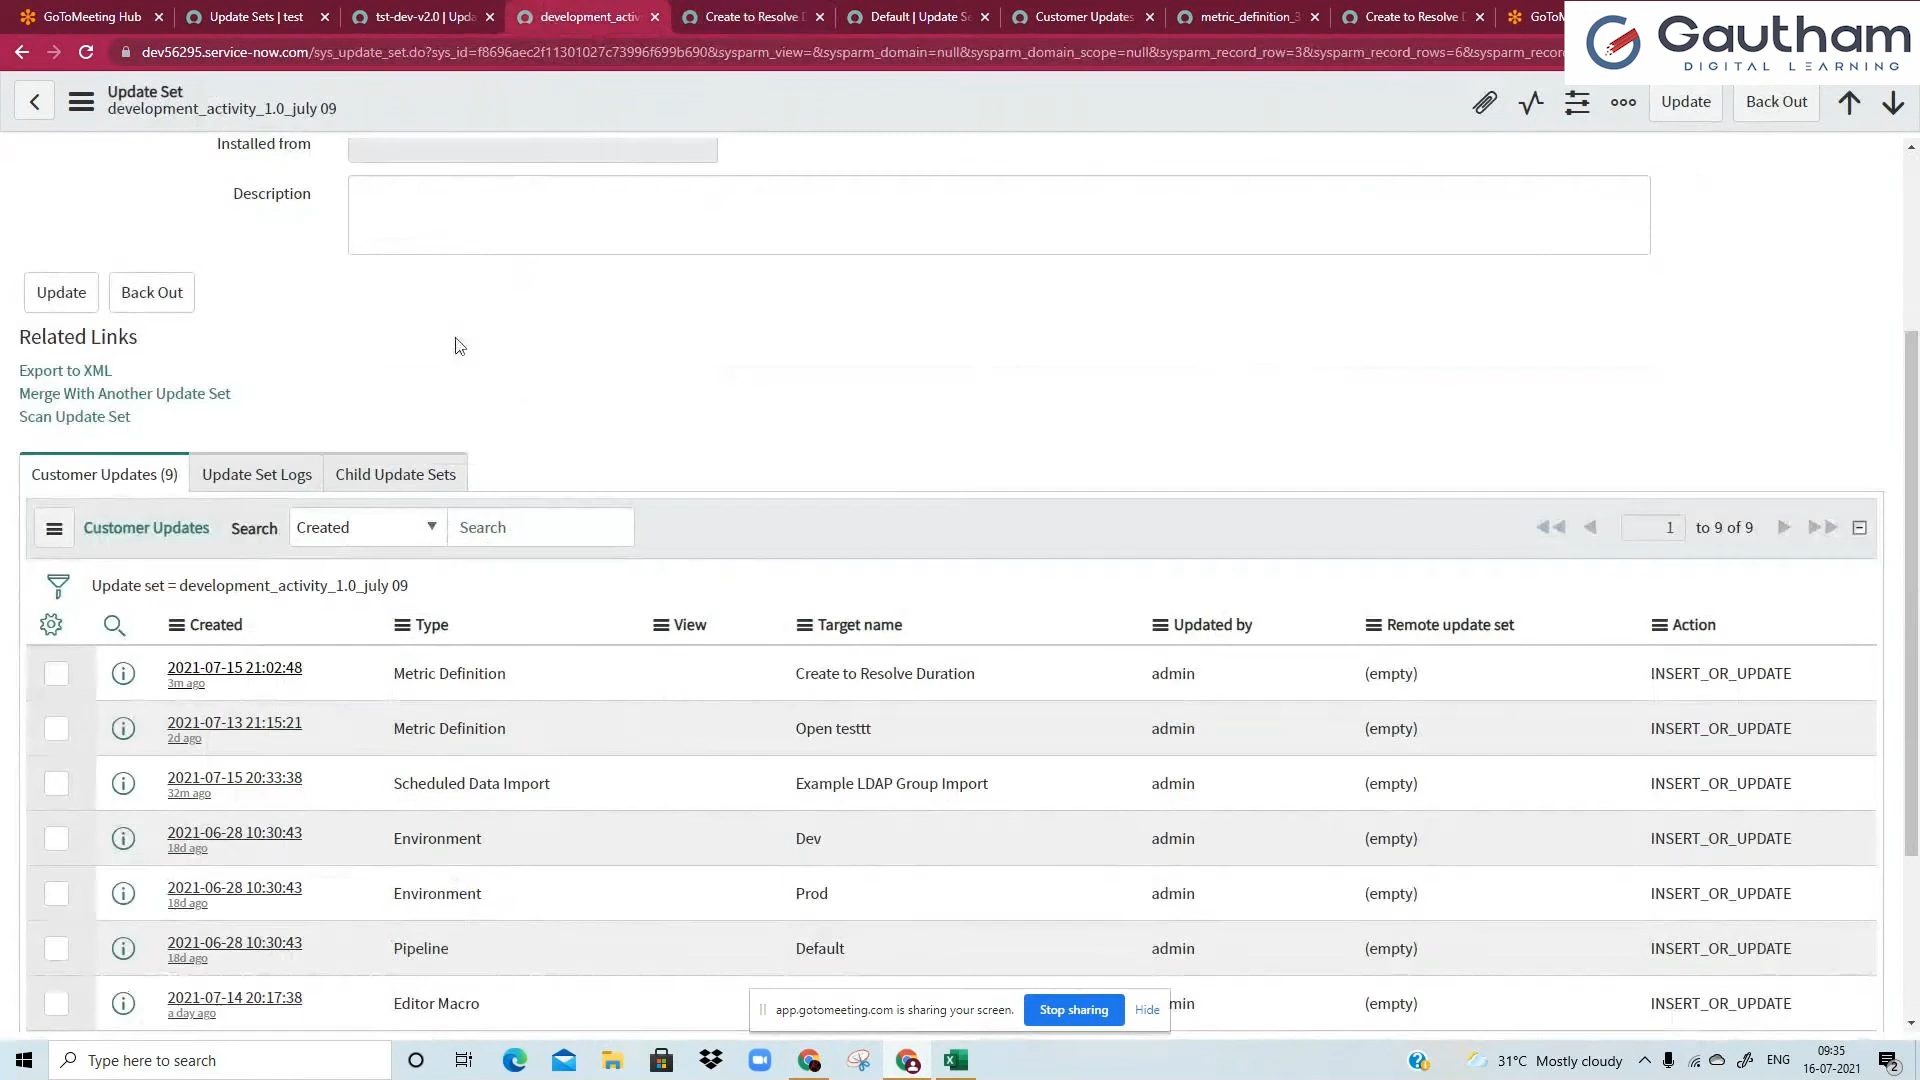 GoToMeeting Hub
Update Sets | test
tst-dev-v2.0 | Upda
development_activ
Create to Resolve D
Default | Update Se
Customer Updates
metric_definition_3
Create to Resolve D
GoToM
dev56295.service-now.com/sys_update_set.do?sys_id=f8696aec2f11301027c73996f699b690&sysparm_view=&sysparm_domain=null&sysparm_domain_scope=null&sysparm_record_row=3&sysparm_record_rows=6&sysparm_recor
Gautham
DIGITAL LEARNING
Update Set
development_activity_1.0_july 09
Update
Back Out
Installed from
Description
Update
Back Out
Related Links
Export to XML
Merge With Another Update Set
Scan Update Set
Customer Updates (9)
Update Set Logs
Child Update Sets
Customer Updates
Search
Created
Search
1
to 9 of 9
Update set = development_activity_1.0_july 09
Created Type View Target name Updated by Remote update set Action
2021-07-15 21:02:48 Metric Definition Create to Resolve Duration admin (empty) INSERT_OR_UPDATE
3m ago
2021-07-13 21:15:21 Metric Definition Open testtt admin (empty) INSERT_OR_UPDATE
2d ago
2021-07-15 20:33:38 Scheduled Data Import Example LDAP Group Import admin (empty) INSERT_OR_UPDATE
32m ago
2021-06-28 10:30:43 Environment Dev admin (empty) INSERT_OR_UPDATE
18d ago
2021-06-28 10:30:43 Environment Prod admin (empty) INSERT_OR_UPDATE
18d ago
2021-06-28 10:30:43 Pipeline Default admin (empty) INSERT_OR_UPDATE
18d ago
2021-07-14 20:17:38 Editor Macro min (empty) INSERT_OR_UPDATE
a day ago
app.gotomeeting.com is sharing your screen.
Stop sharing
Hide
Type here to search
31°C Mostly cloudy
ENG
09:35
16-07-2021
2